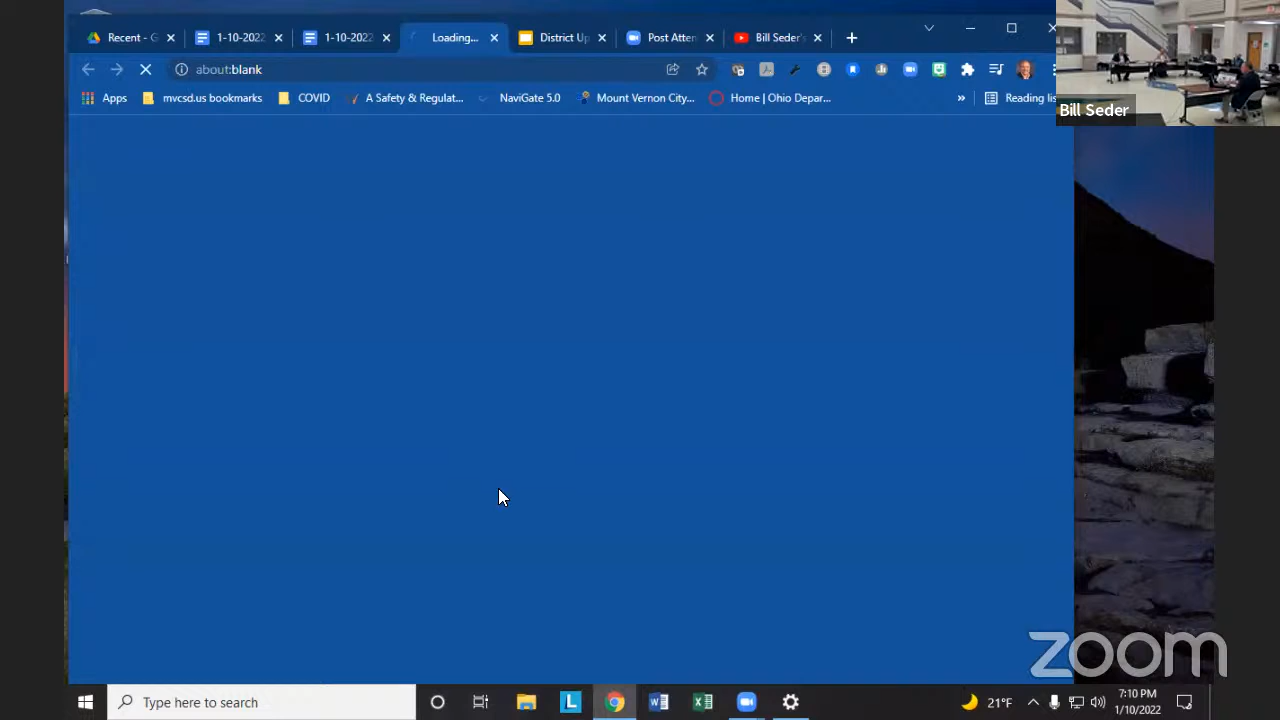 Recent - G
1-10-2022
1-10-2022
Loading...
District Up
Post Atten
Bill Seder's
about:blank
Apps
mvcsd.us bookmarks
COVID
A Safety & Regulat...
NaviGate 5.0
Mount Vernon City...
Home | Ohio Depar...
»
Reading lis
Bill Seder
zoom
Type here to search
21°F
7:10 PM
1/10/2022